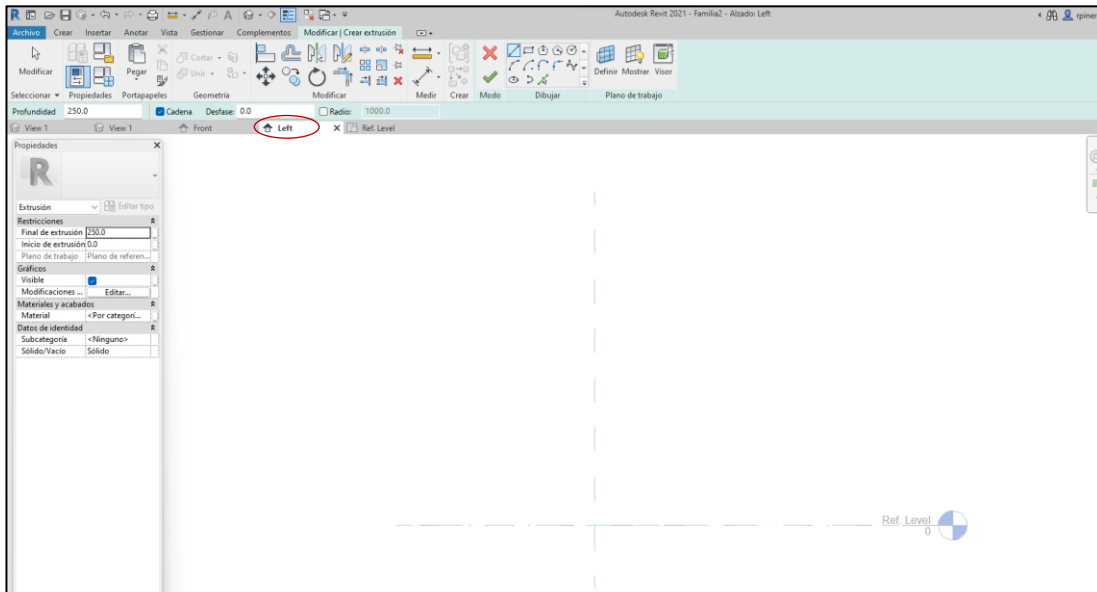 Autodesk Revit 2021 - Familia2 - Alzado: Left
rpiner
Archivo Crear Insertar Anotar Vista Gestionar Complementos Modificar | Crear extrusión
Modificar
Pegar
Cortar
Unir
Definir Mostrar Visor
Seleccionar Propiedades Portapapeles Geometría Modificar Medir Crear Modo Dibujar Plano de trabajo
Profundidad 250.0 Cadena Desfase: 0.0 Radio: 1000.0
View 1 View 1 Front Left Ref. Level
Propiedades
R
Extrusión Editar tipo
Restricciones
Final de extrusión 250.0
Inicio de extrusión 0.0
Plano de trabajo Plano de referen...
Gráficos
Visible
Modificaciones ... Editar...
Materiales y acabados
Material <Por categorí...
Datos de identidad
Subcategoría <Ninguno>
Sólido/Vacío Sólido
Ref. Level
0